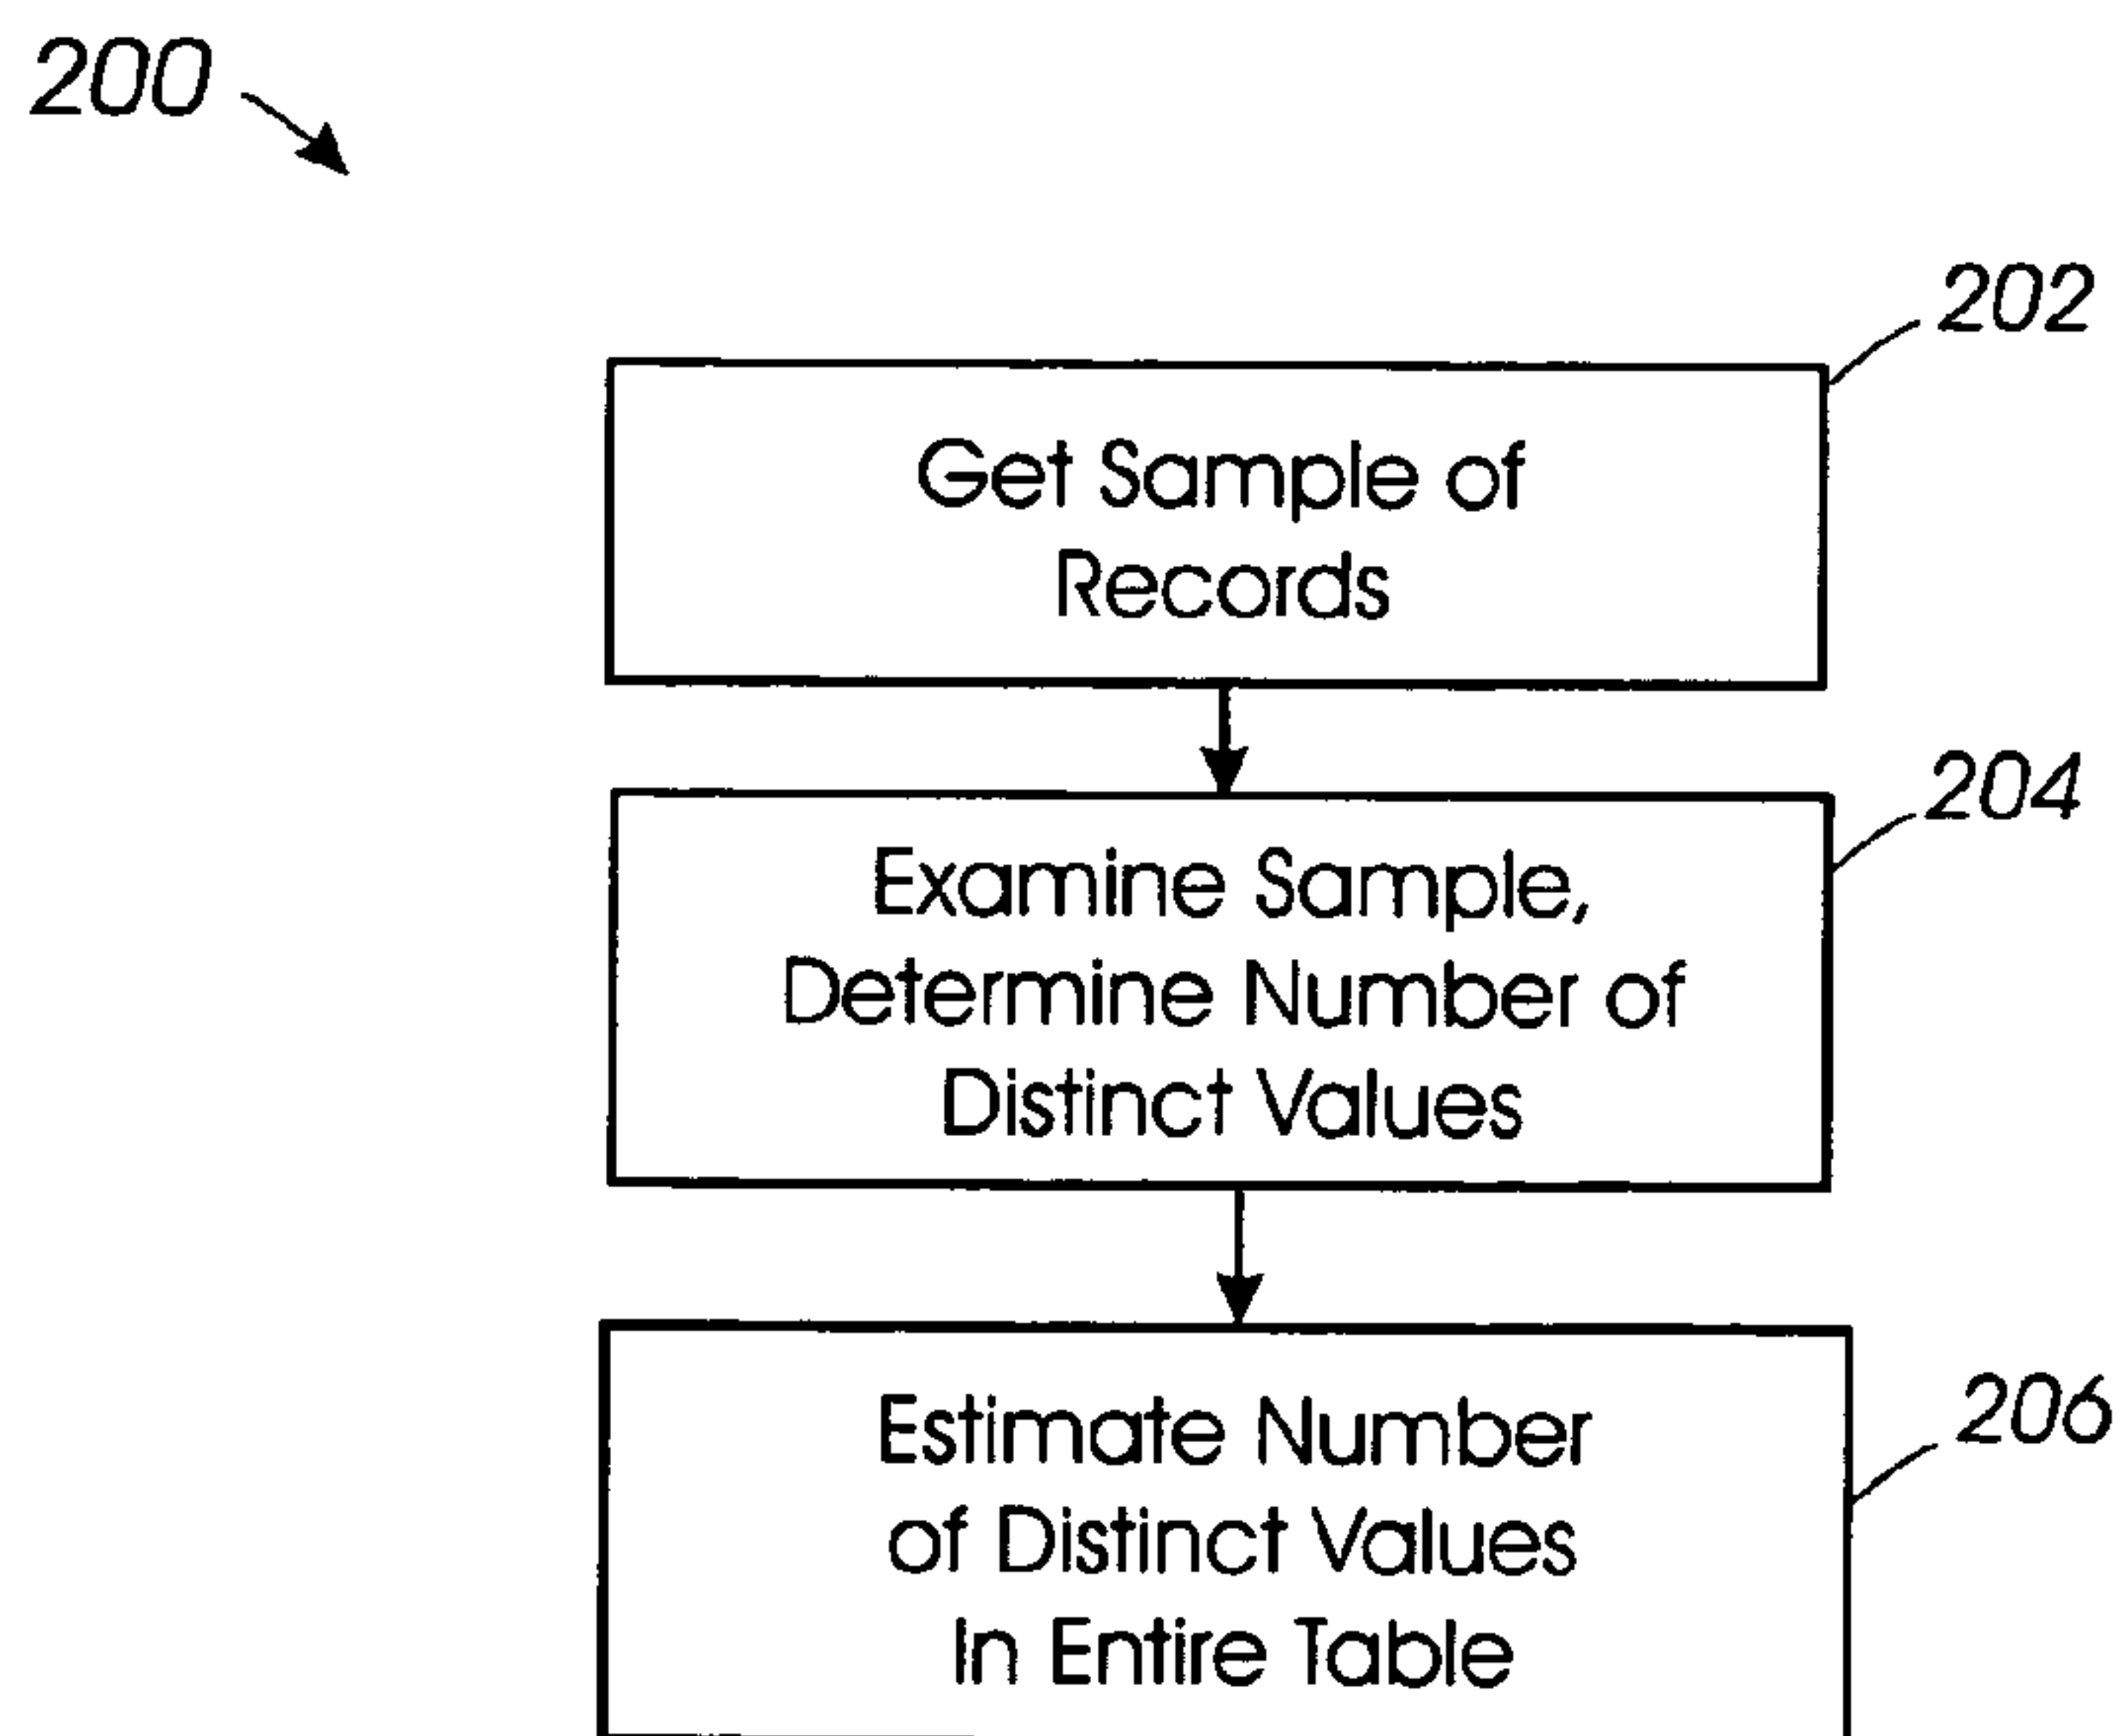 200
202
Get Sample of
Records
204
Examine Sample,
Determine Number of
Distinct Values
206
Estimate Number
of Distinct Values
In Entire Table